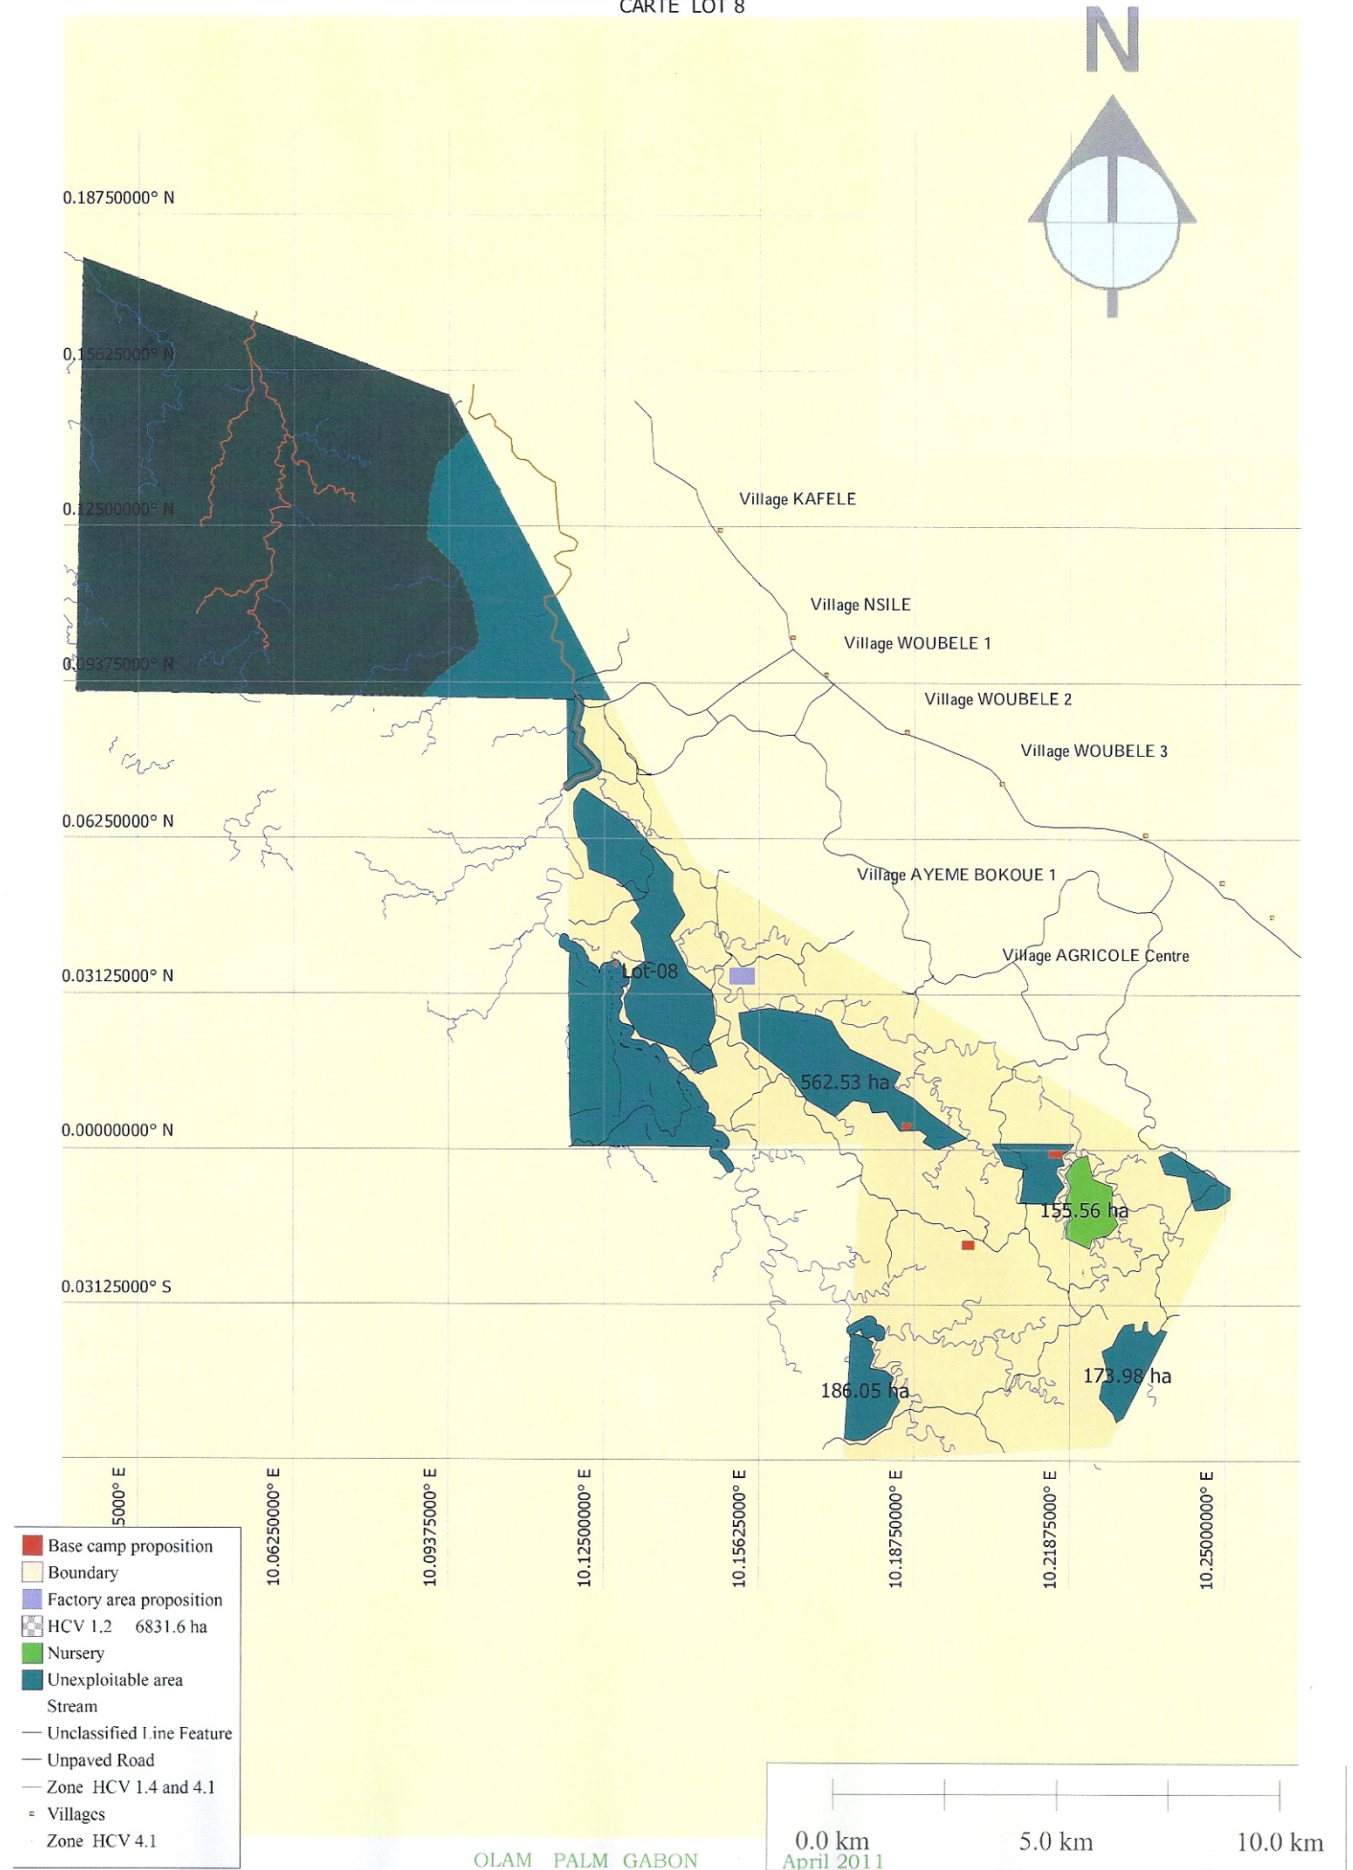 CARTE LOT 8
N
0.18750000° N
0.15625000° N
Village KAFELE
0.12500000° N
Village NSILE
Village WOUBELE 1
0.09375000° N
Village WOUBELE 2
Village WOUBELE 3
0.06250000° N
Village AYEME BOKOUE 1
Village AGRICOLE Centre
0.03125000° N
Lot-08
562.53 ha
0.00000000° N
155.56 ha
0.03125000° S
173.98 ha
186.05 ha
5000° E
10.06250000° E
10.09375000° E
10.12500000° E
10.15625000° E
10.18750000° E
10.21875000° E
10.25000000° E
Base camp proposition
Boundary
Factory area proposition
HCV 1.2 6831.6 ha
Nursery
Unexploitable area
Stream
Unclassified Line Feature
Unpaved Road
Zone HCV 1.4 and 4.1
Villages
Zone HCV 4.1
0.0 km 5.0 km 10.0 km
OLAM PALM GABON April 2011